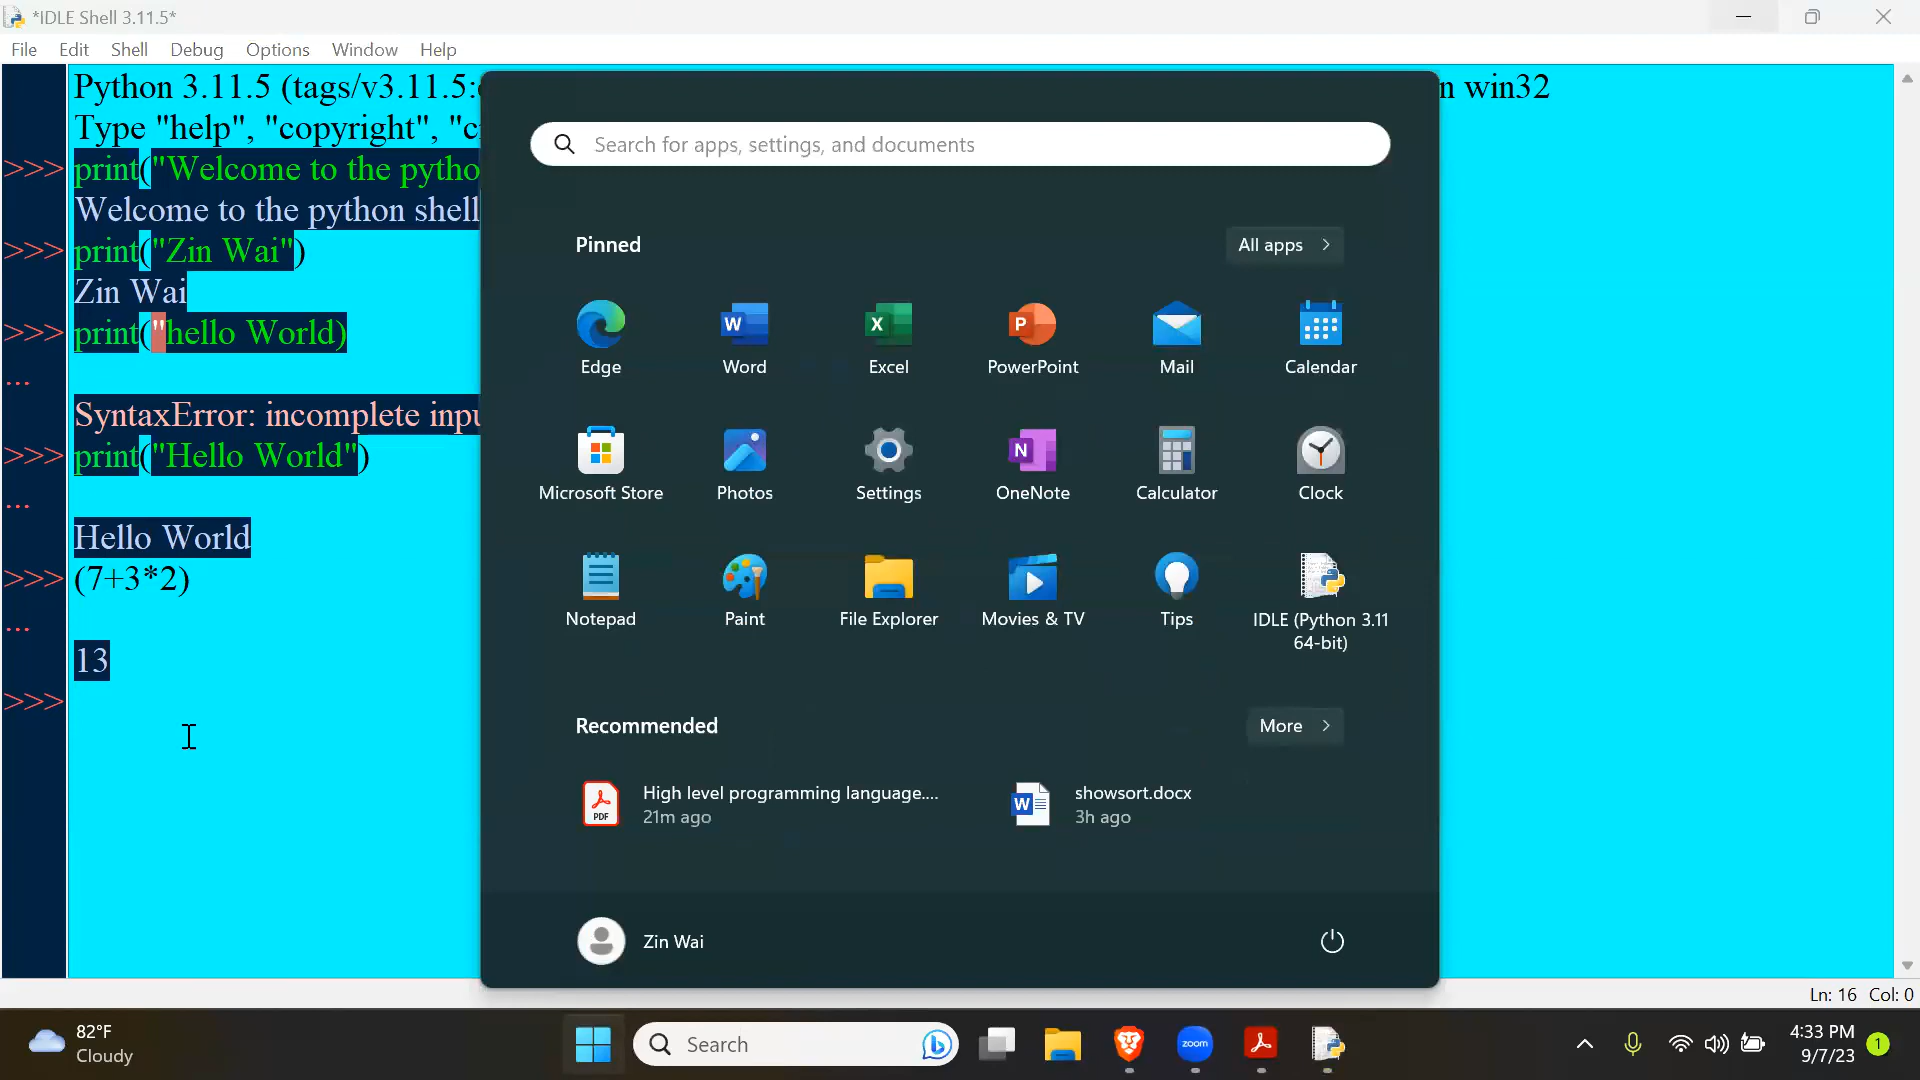 *IDLE Shell 3.11.5*
File Edit Shell Debug Options Window Help
Python 3.11.5 (tags/v3.11.5:
n win32
Type "help", "copyright", "c
>>> print("Welcome to the pytho
Welcome to the python shell
>>> print("Zin Wai")
Zin Wai
>>> print("hello World)
...
SyntaxError: incomplete inpu
>>> print("Hello World")
...
Hello World
>>> (7+3*2)
...
13
>>>
Search for apps, settings, and documents
Pinned
All apps >
Edge Word Excel PowerPoint Mail Calendar
Microsoft Store Photos Settings OneNote Calculator Clock
Notepad Paint File Explorer Movies & TV Tips IDLE (Python 3.11
64-bit)
Recommended
More >
High level programming language....
21m ago
showsort.docx
3h ago
Zin Wai
Ln: 16 Col: 0
82°F
Cloudy
Search
zoom
4:33 PM
9/7/23
1